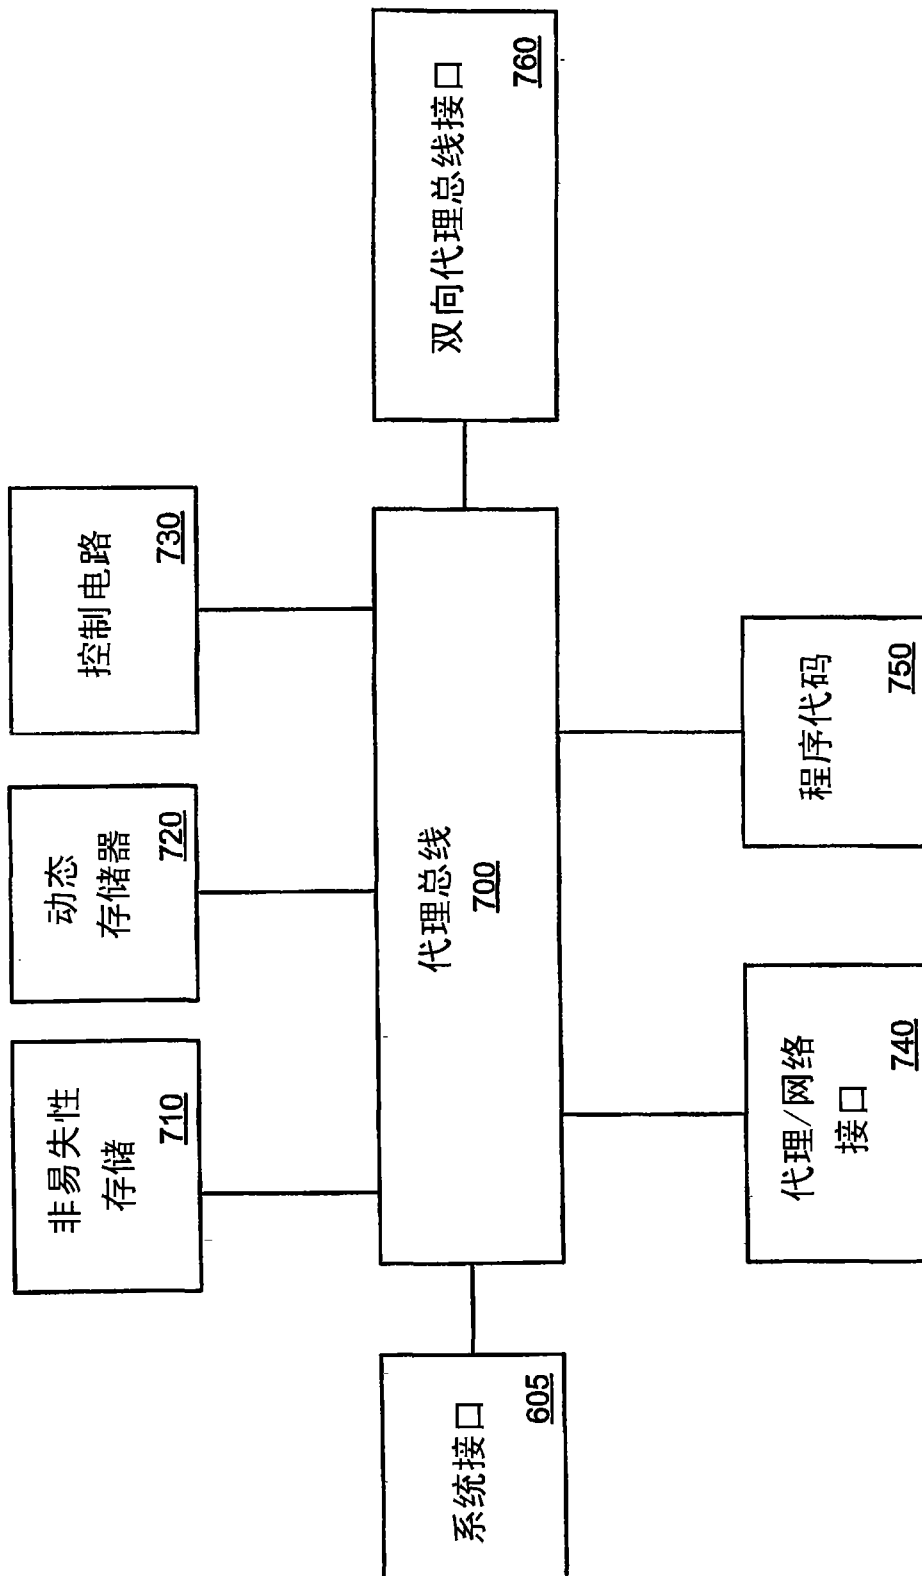 非易失性
存储
710
动态
存储器
720
控制电路
730
系统接口
605
代理总线
700
双向代理总线接口
760
代理/网络
接口
740
程序代码
750